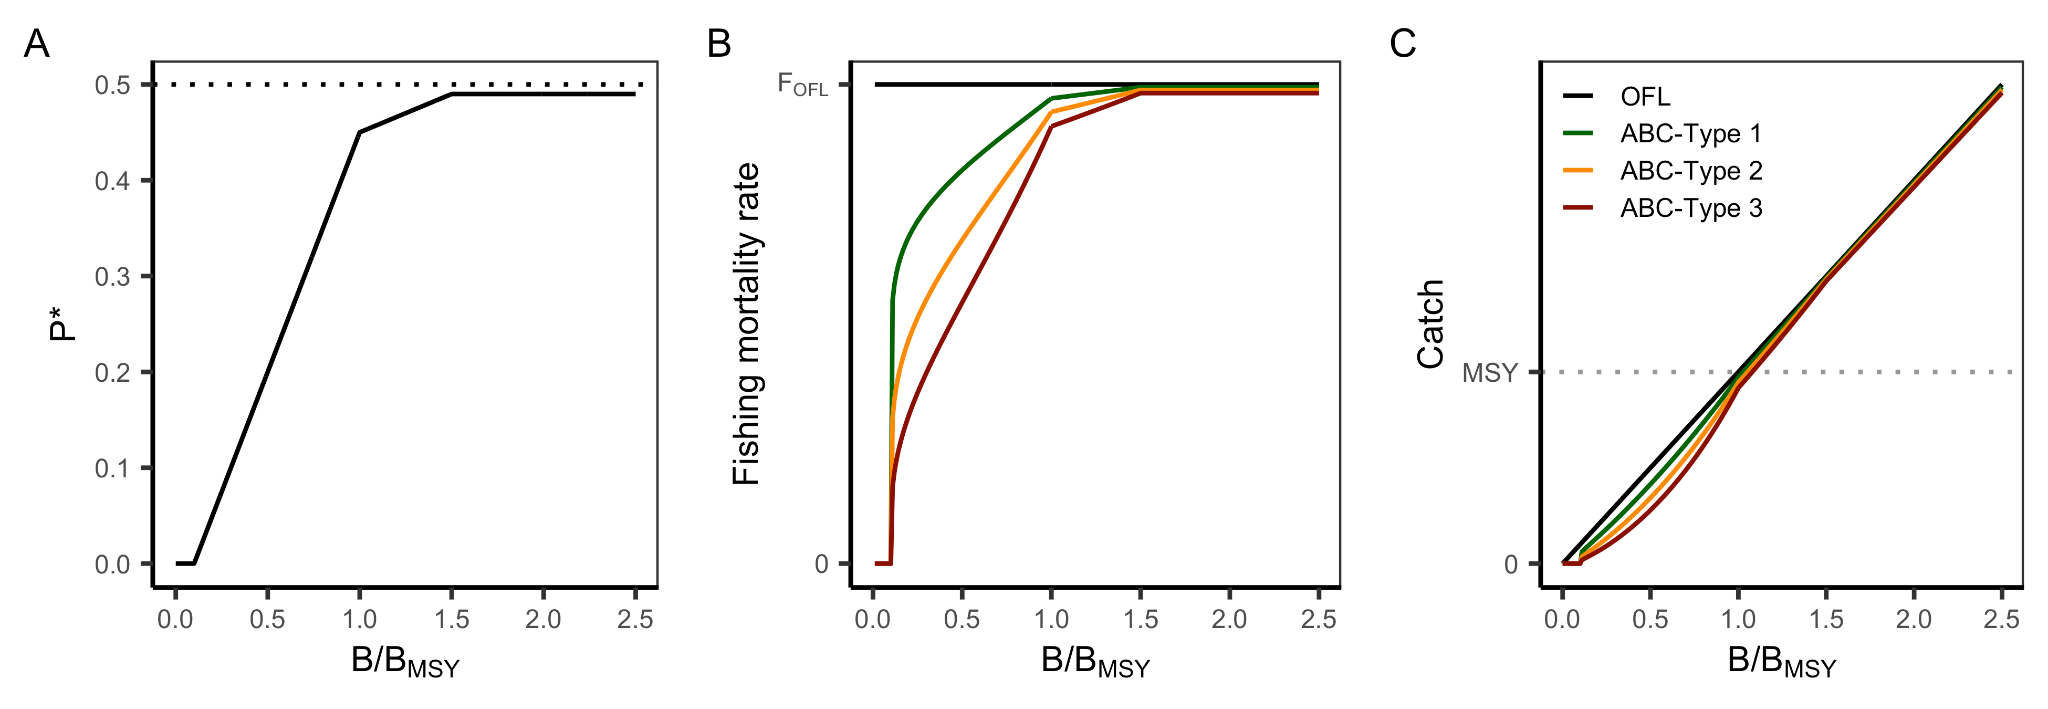 A
P*
0.5
0.4
0.3
0.2
0.1
0.0
0.0 0.5 1.0 1.5 2.0 2.5
B/BMSY
B
Fishing mortality rate
FOFL
0
0.0 0.5 1.0 1.5 2.0 2.5
B/BMSY
C
Catch
OFL
ABC-Type 1
ABC-Type 2
ABC-Type 3
MSY
0
0.0 0.5 1.0 1.5 2.0 2.5
B/BMSY